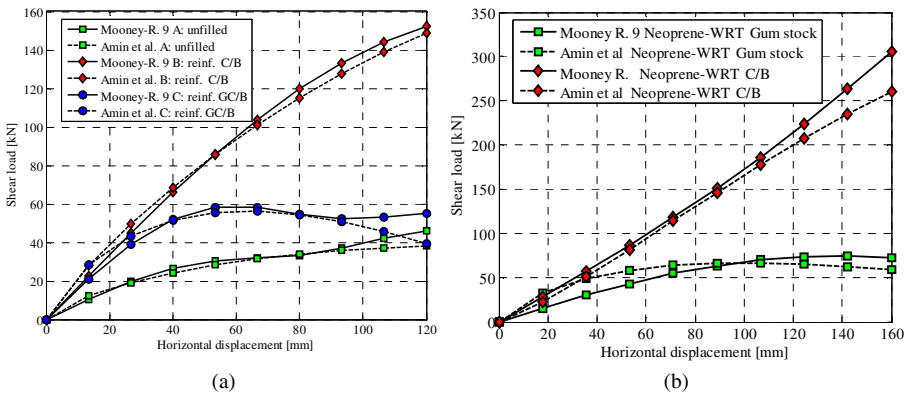 160
140
120
100
80
60
40
20
0
Shear load [kN]
Mooney-R. 9 A: unfilled
Amin et al. A: unfilled
Mooney-R. 9 B: reinf. C/B
Amin et al. B: reinf. C/B
Mooney-R. 9 C: reinf. GC/B
Amin et al. C: reinf. GC/B
0 20 40 60 80 100 120
Horizontal displacement [mm]
(a)
350
300
250
200
150
100
50
0
Shear load [kN]
Mooney R. 9 Neoprene-WRT Gum stock
Amin et al Neoprene-WRT Gum stock
Mooney R. Neoprene-WRT C/B
Amin et al Neoprene-WRT C/B
0 20 40 60 80 100 120 140 160
Horizontal displacement [mm]
(b)